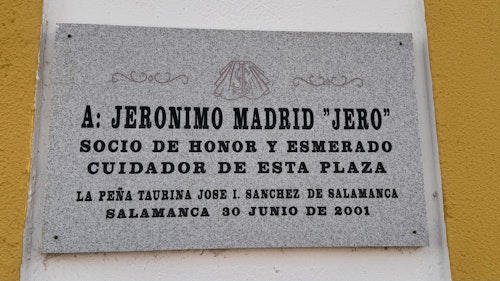 A: JERONIMO MADRID "JERO"
SOCIO DE HONOR Y ESMERADO
CUIDADOR DE ESTA PLAZA
LA PEÑA TAURINA JOSE I. SANCHEZ DE SALAMANCA
SALAMANCA 30 JUNIO DE 2001